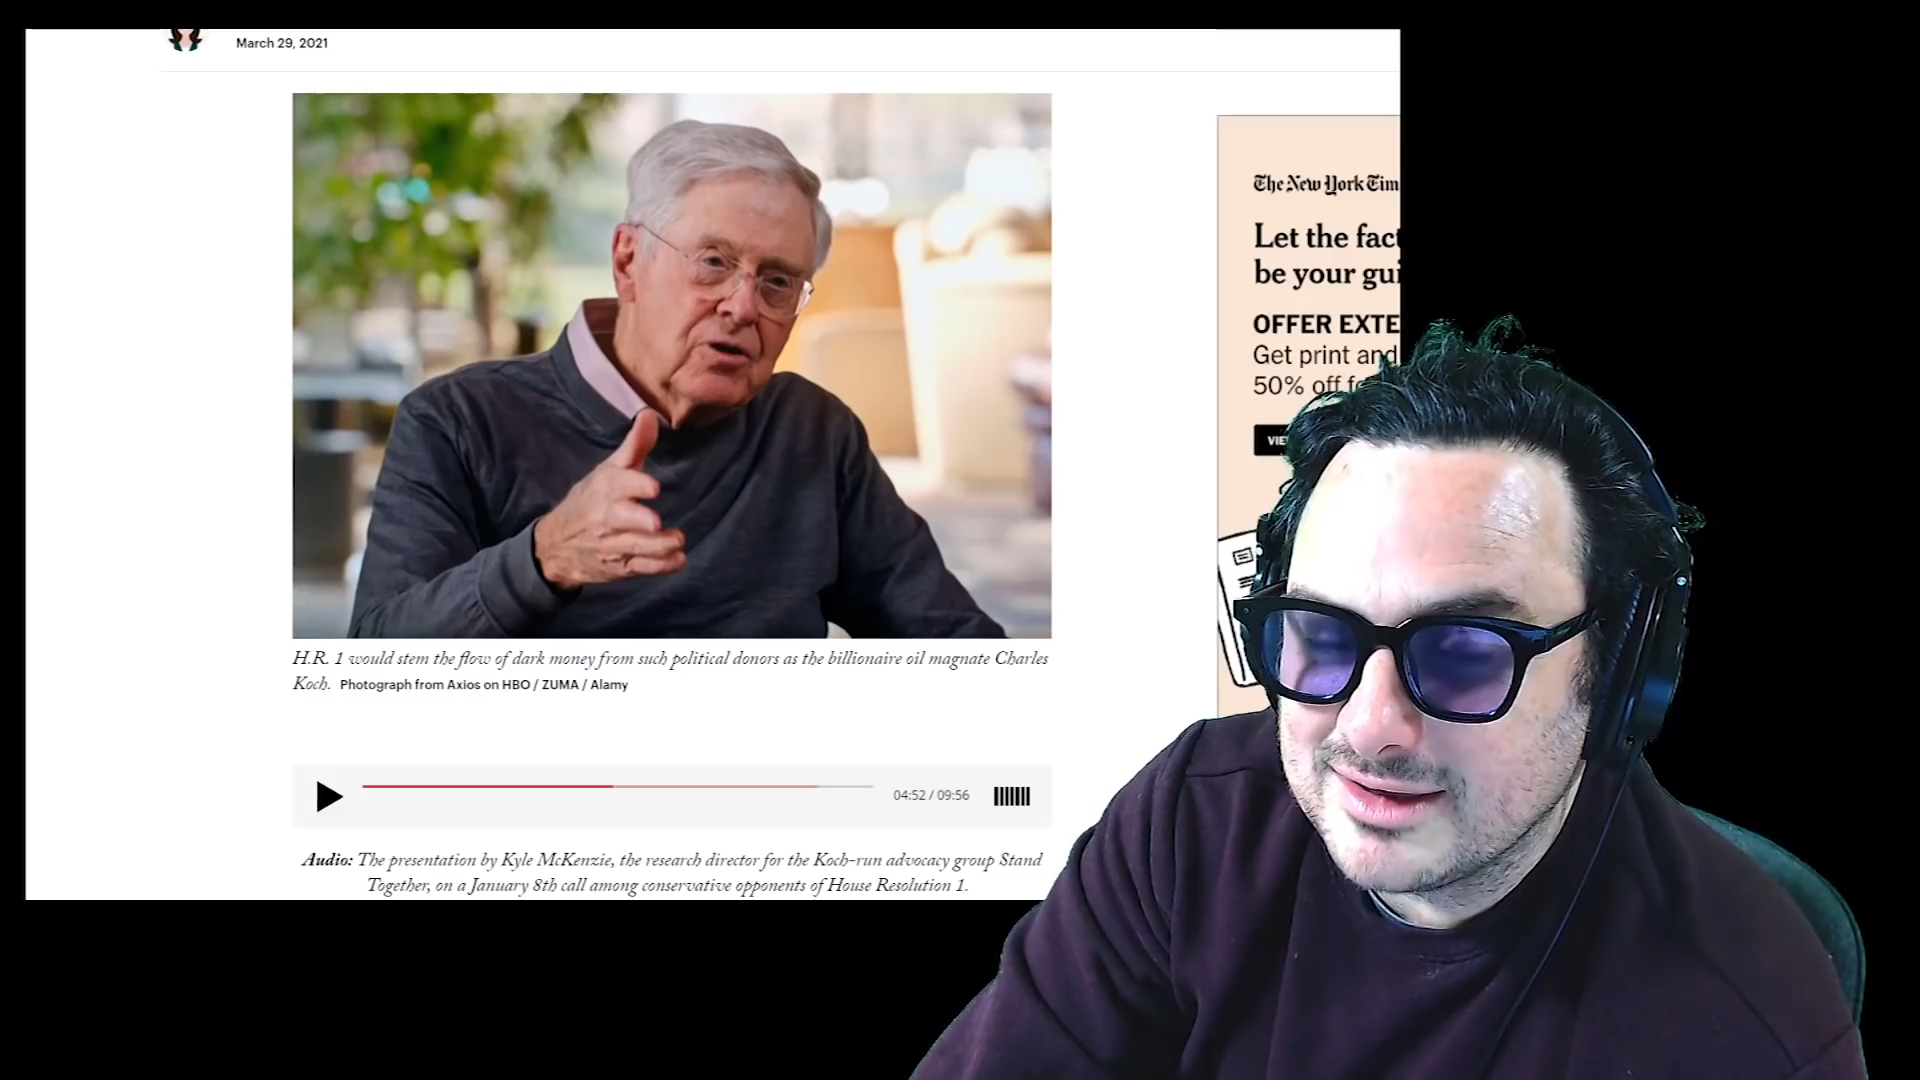 March 29, 2021
H.R. 1 would stem the flow of dark money from such political donors as the billionaire oil magnate Charles
Koch. Photograph from Axios on HBO / ZUMA / Alamy
04:52 / 09:56
Audio: The presentation by Kyle McKenzie, the research director for the Koch-run advocacy group Stand
Together, on a January 8th call among conservative opponents of House Resolution 1.
The New York Tim
Let the fact
be your gui
OFFER EXTE
Get print and
50% off f
VIE